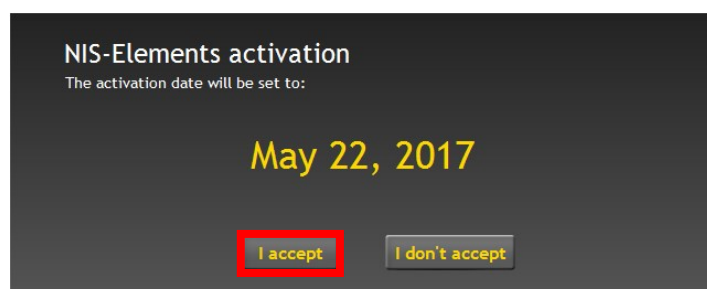 NIS-Elements activation
The activation date will be set to:
May 22, 2017
I accept
I don't accept